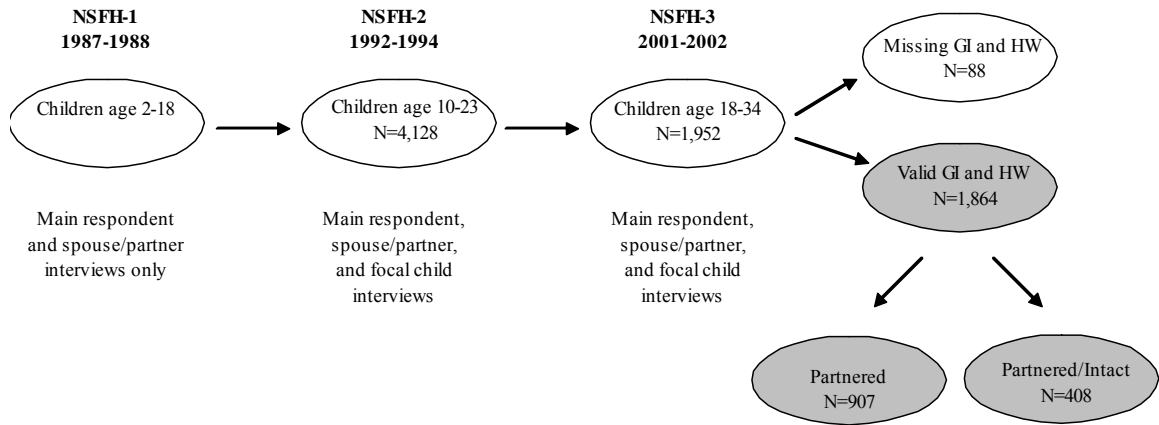 NSFH-1
1987-1988
NSFH-2
1992-1994
NSFH-3
2001-2002
Missing GI and HW
N=88
Children age 2-18
Children age 10-23
N=4,128
Children age 18-34
N=1,952
Valid GI and HW
N=1,864
Main respondent
and spouse/partner
interviews only
Main respondent,
spouse/partner,
and focal child
interviews
Main respondent,
spouse/partner,
and focal child
interviews
Partnered
N=907
Partnered/Intact
N=408